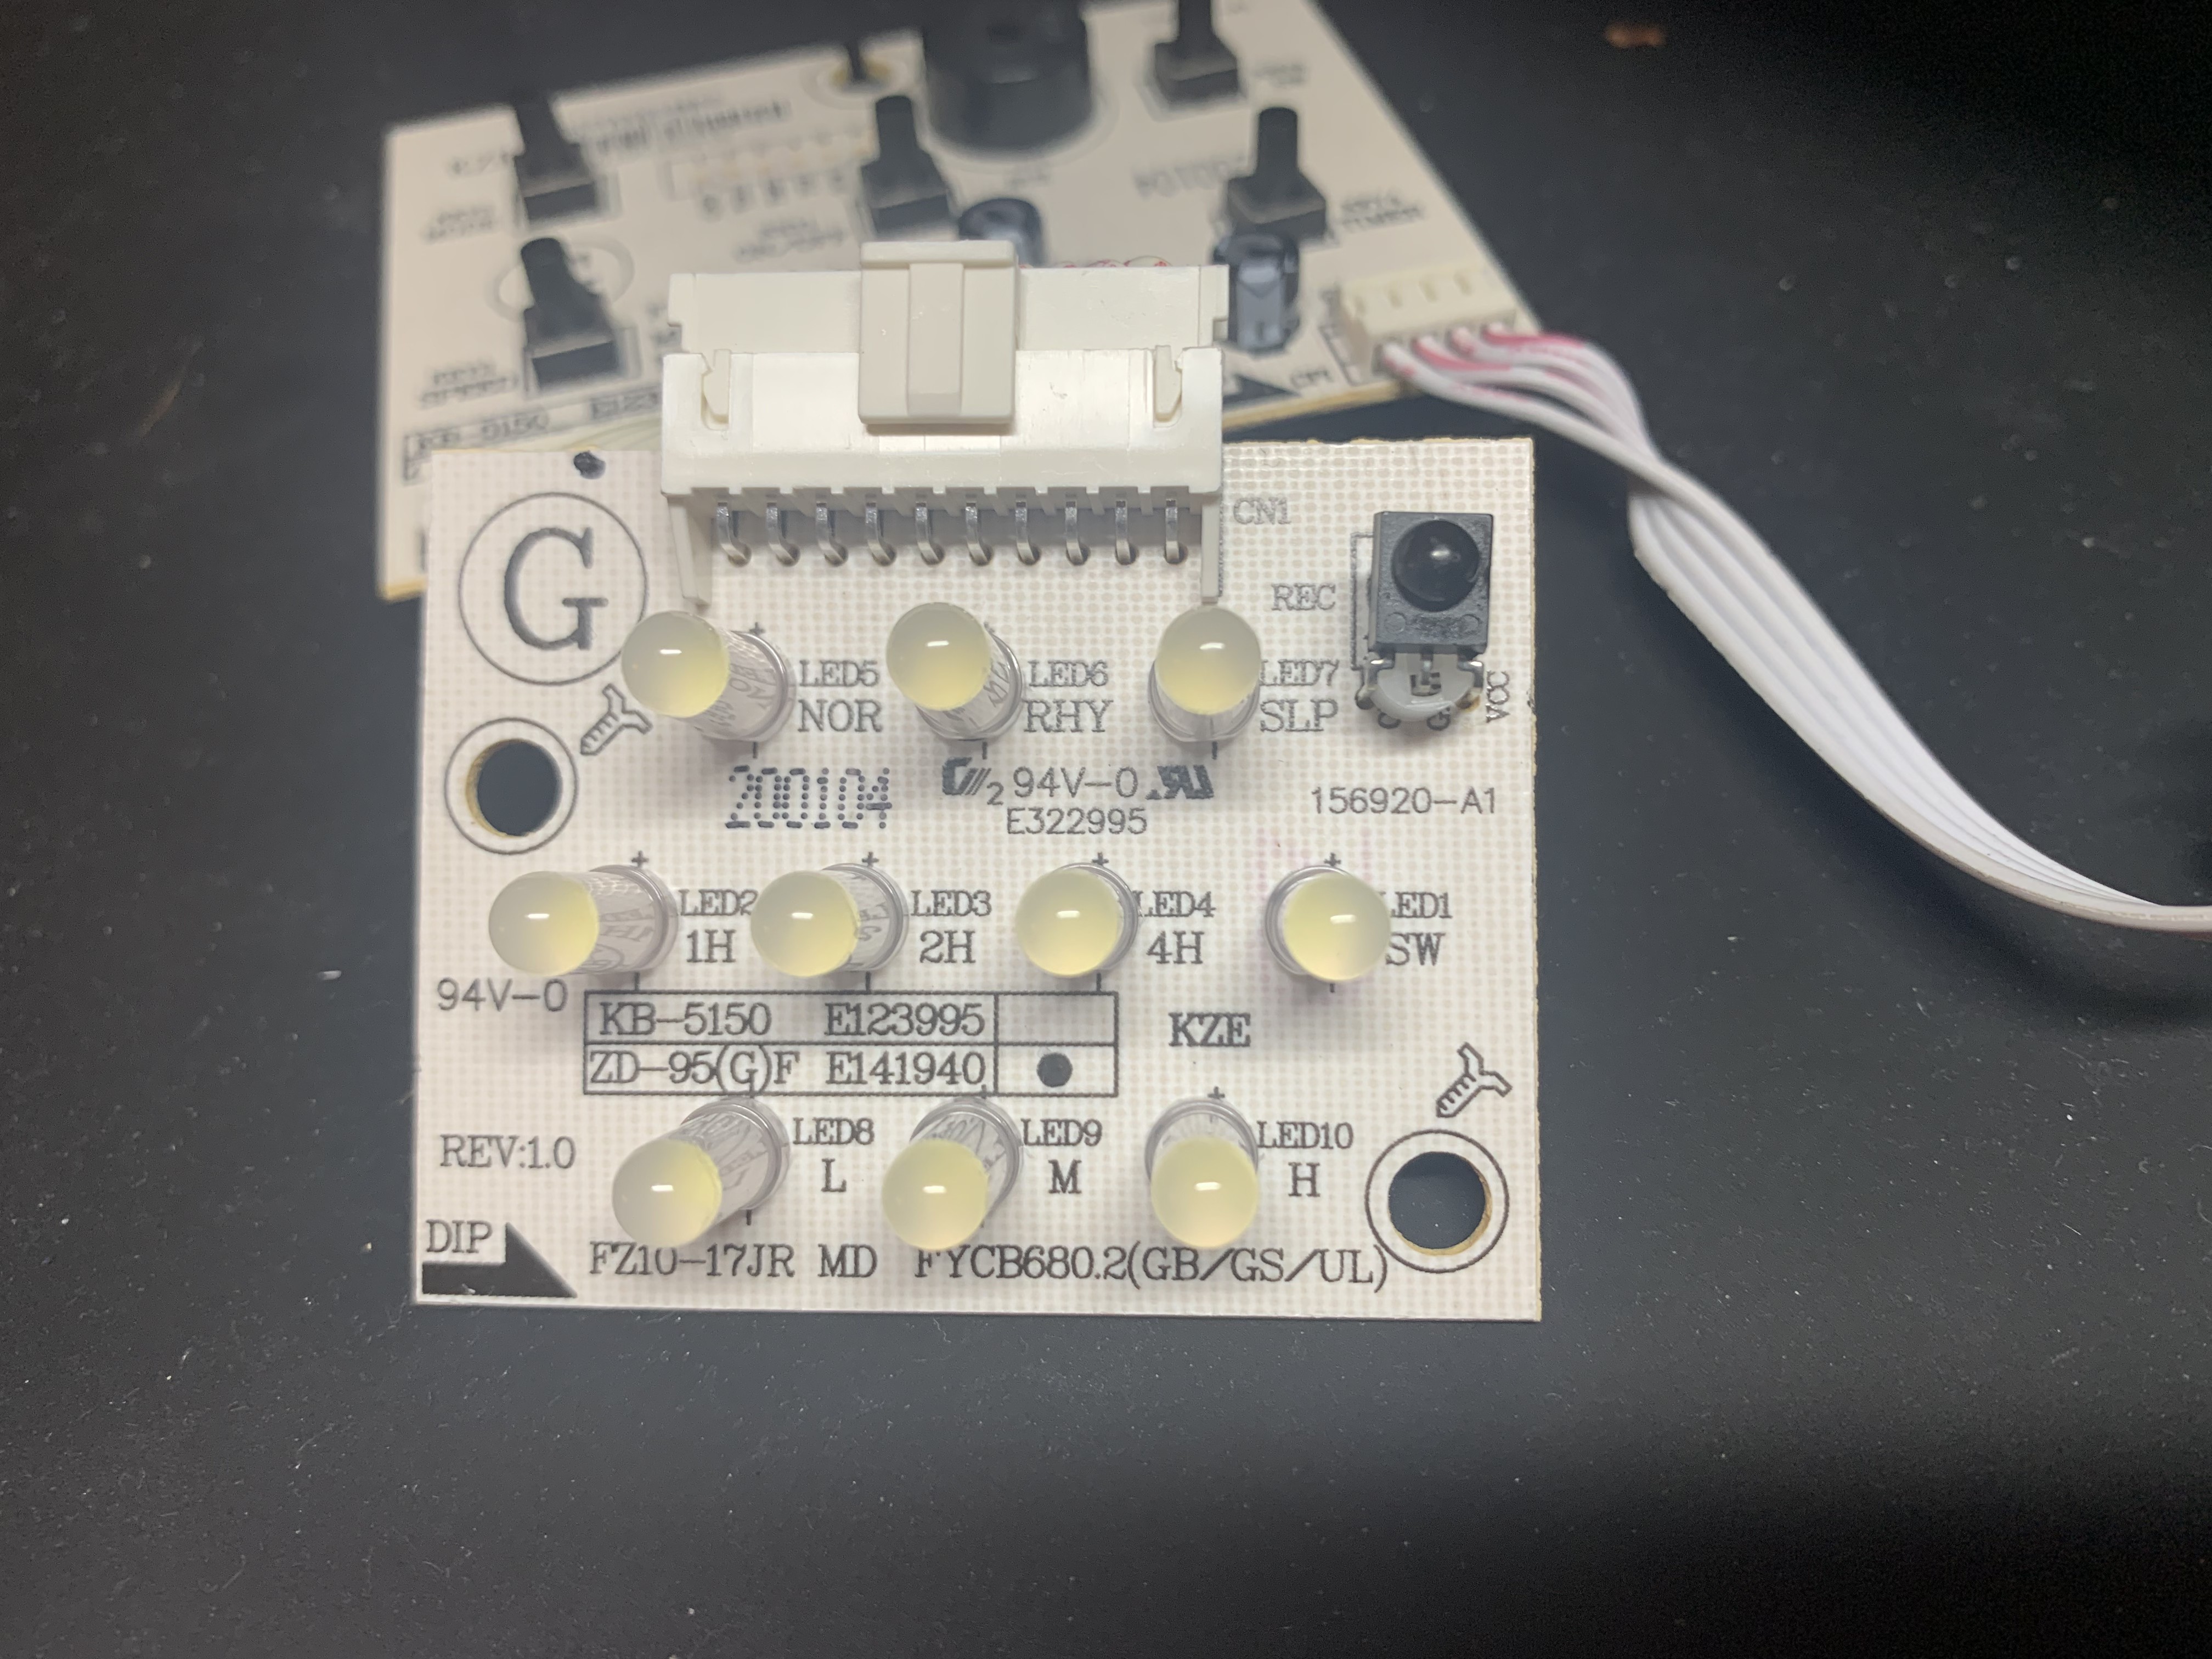 KB-5150
G
CN1
REC
VCC
LED5
NOR
LED6
RHY
LED7
SLP
200104
94V-0
E322995
156920-A1
LED2
1H
LED3
2H
LED4
4H
LED1
SW
94V-0
KB-5150 E123995
ZD-95(G)F E141940
KZE
REV:1.0
LED8
L
LED9
M
LED10
H
DIP
FZ10-17JR MD FYCB680.2(GB/GS/UL)